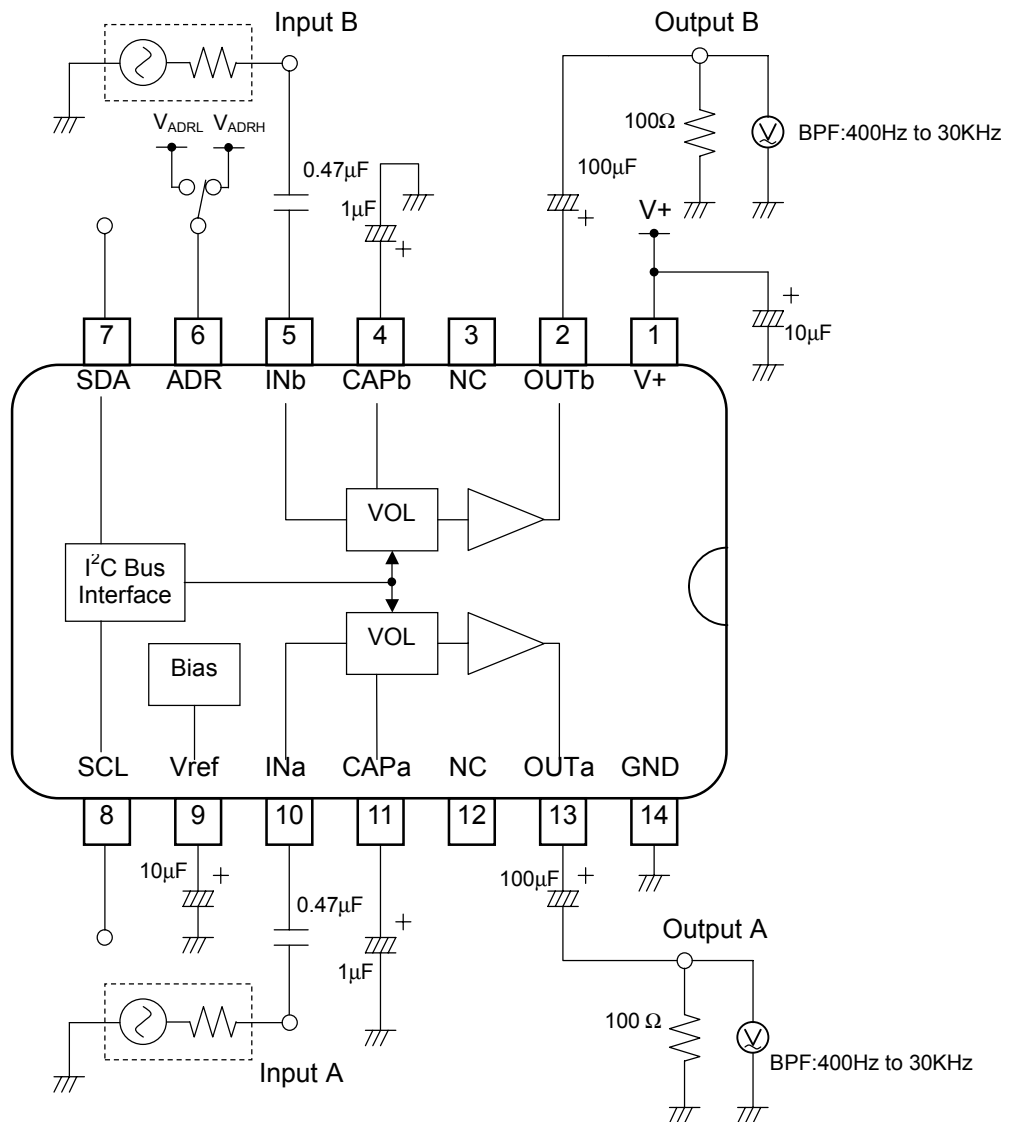 Input B
Output B
V_ADRL V_ADRH
100Ω
BPF:400Hz to 30KHz
0.47µF
100µF
1µF
+
+
V+
+
10µF
7 6 5 4 3 2 1
SDA ADR INb CAPb NC OUTb V+
VOL
I²C Bus
Interface
VOL
Bias
SCL Vref INa CAPa NC OUTa GND
8 9 10 11 12 13 14
10µF +
100µF +
0.47µF
+
1µF
Output A
100 Ω
BPF:400Hz to 30KHz
Input A